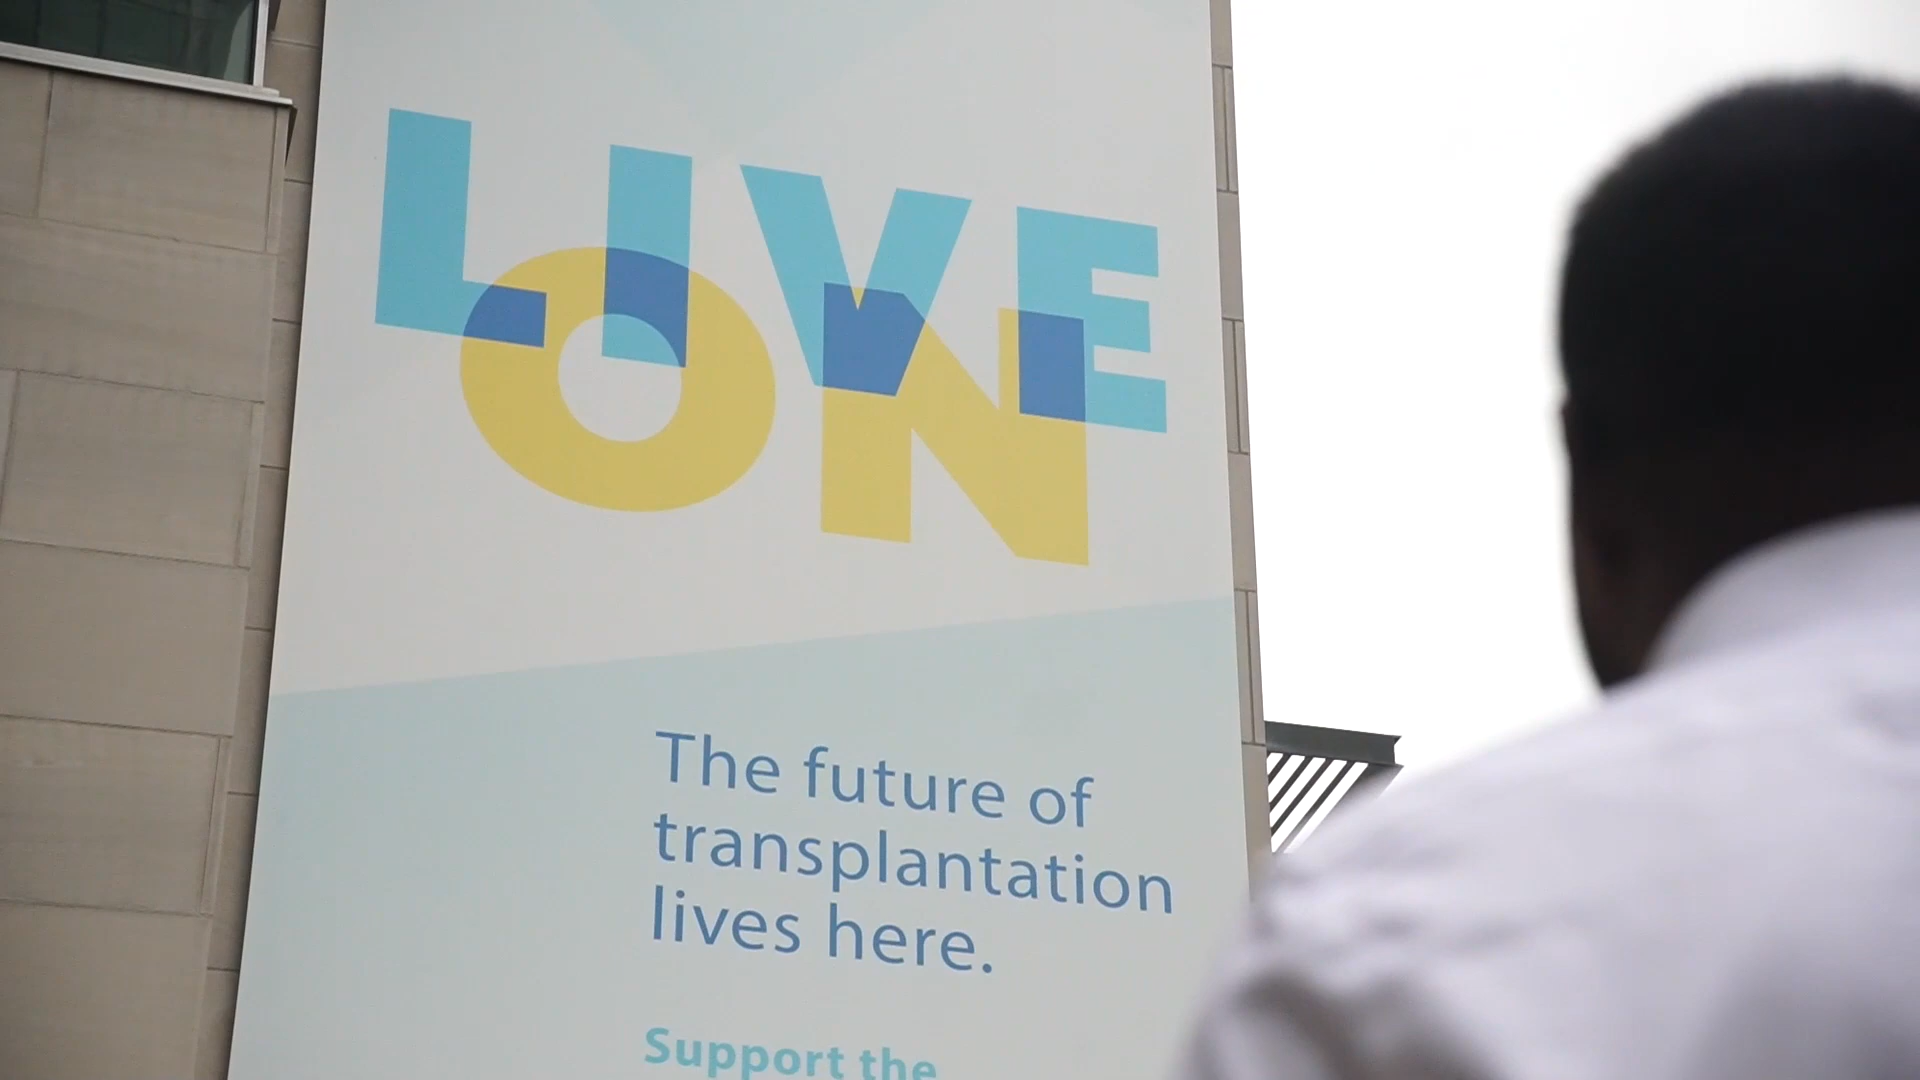 LIVE
ON
The future of
transplantation
lives here.
Support the